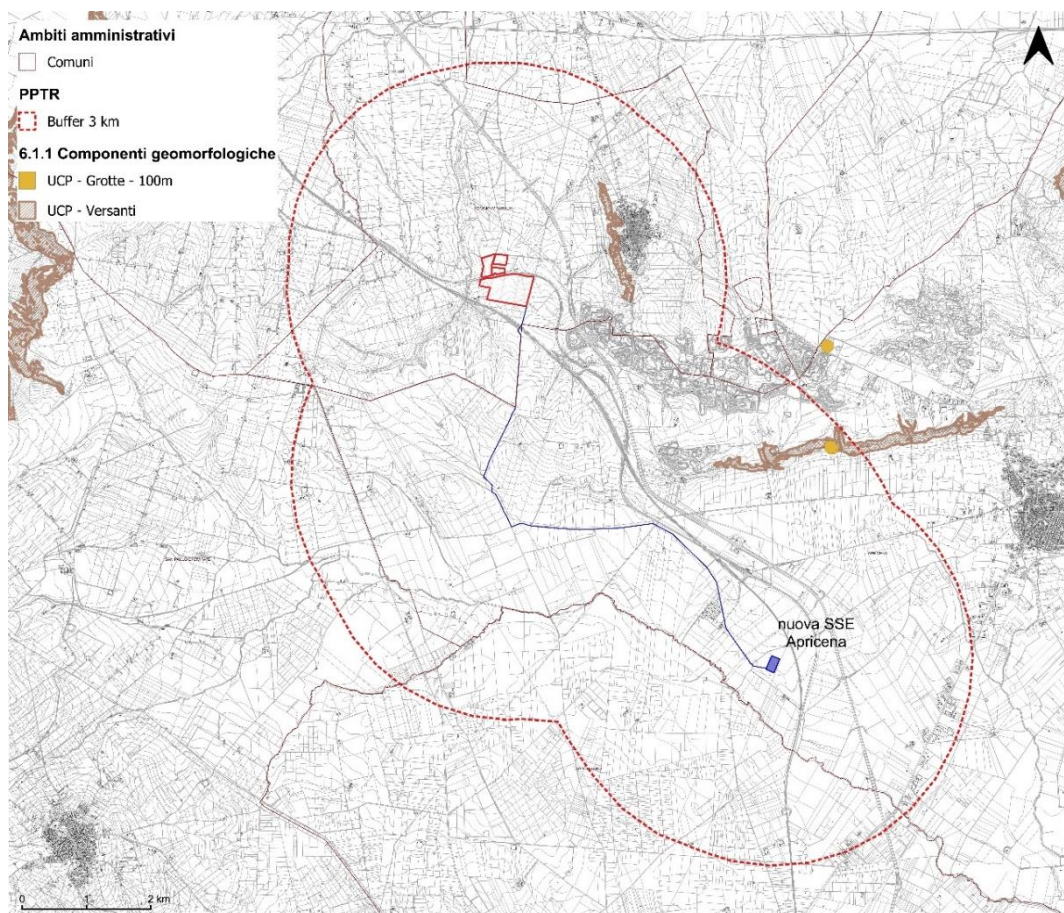 Ambiti amministrativi
Comuni
PPTR
Buffer 3 km
6.1.1 Componenti geomorfologiche
UCP - Grotte - 100m
UCP - Versanti
nuova SSE
Apricena
0 1 2 km